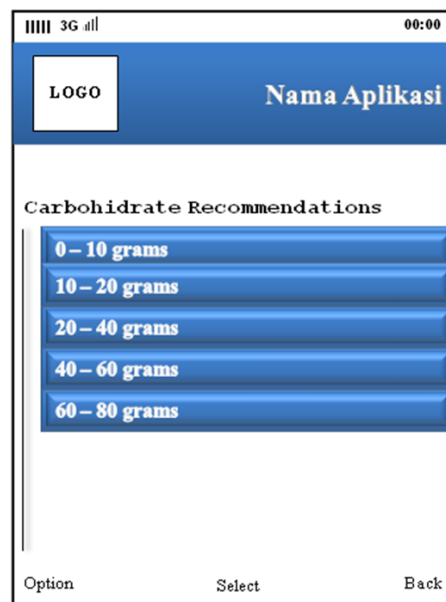 3G 00:00
LOGO
Nama Aplikasi
Carbohidrate Recommendations
0 – 10 grams
10 – 20 grams
20 – 40 grams
40 – 60 grams
60 – 80 grams
Option Select Back